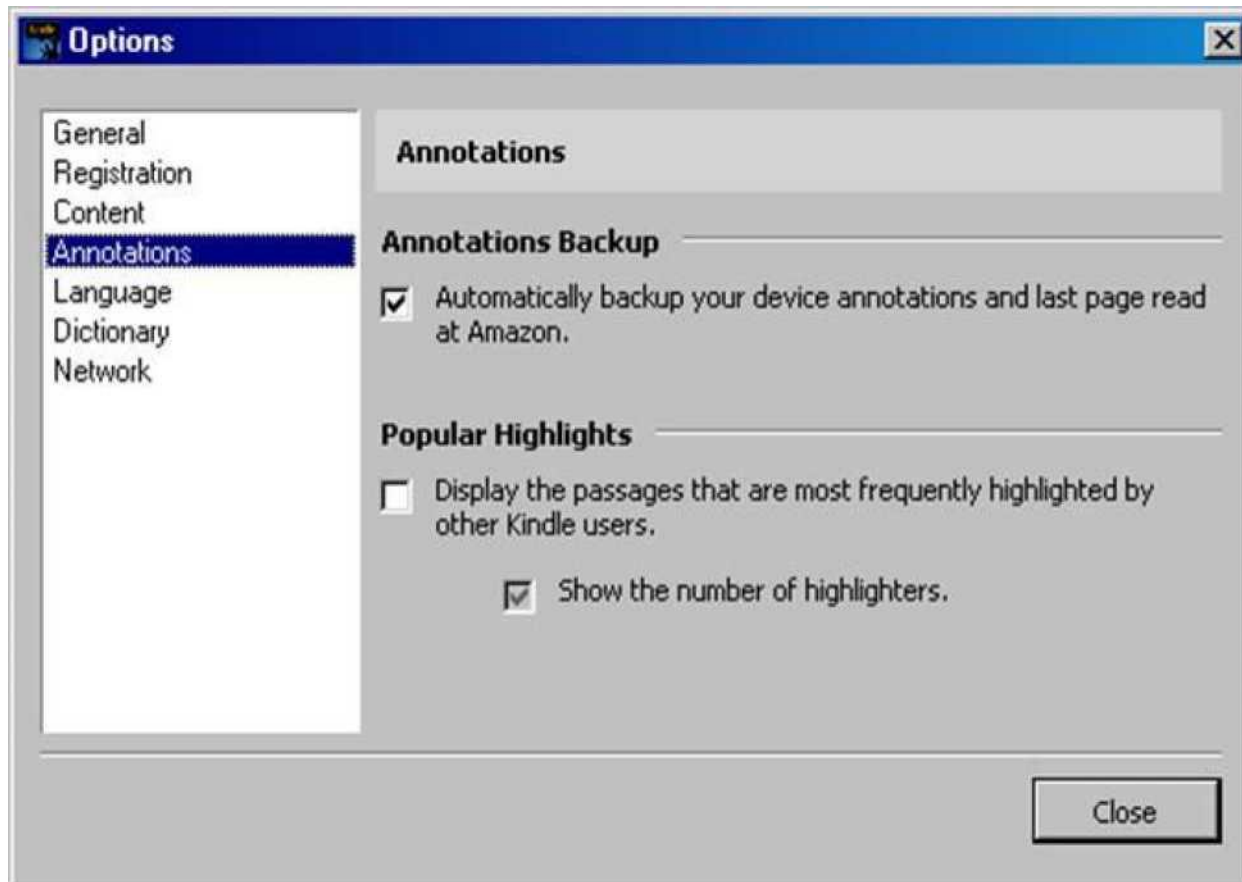 Options
General
Registration
Content
Annotations
Language
Dictionary
Network
Annotations
Annotations Backup
Automatically backup your device annotations and last page read
at Amazon.
Popular Highlights
Display the passages that are most frequently highlighted by
other Kindle users.
Show the number of highlighters.
Close